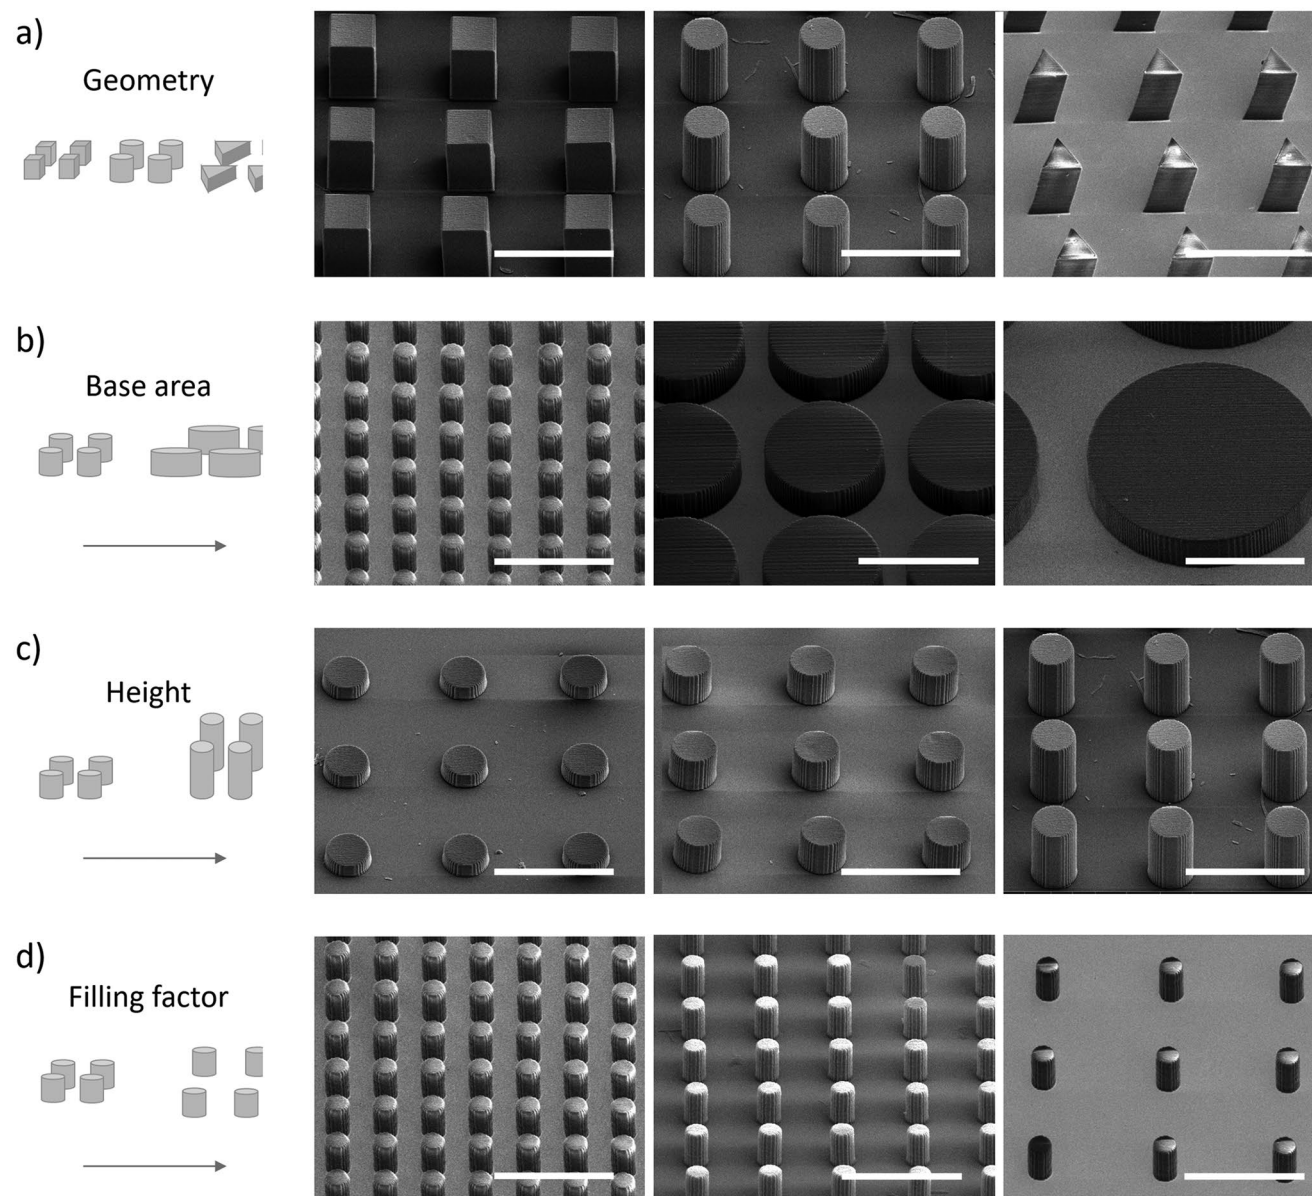 a)
Geometry
b)
Base area
c)
Height
d)
Filling factor